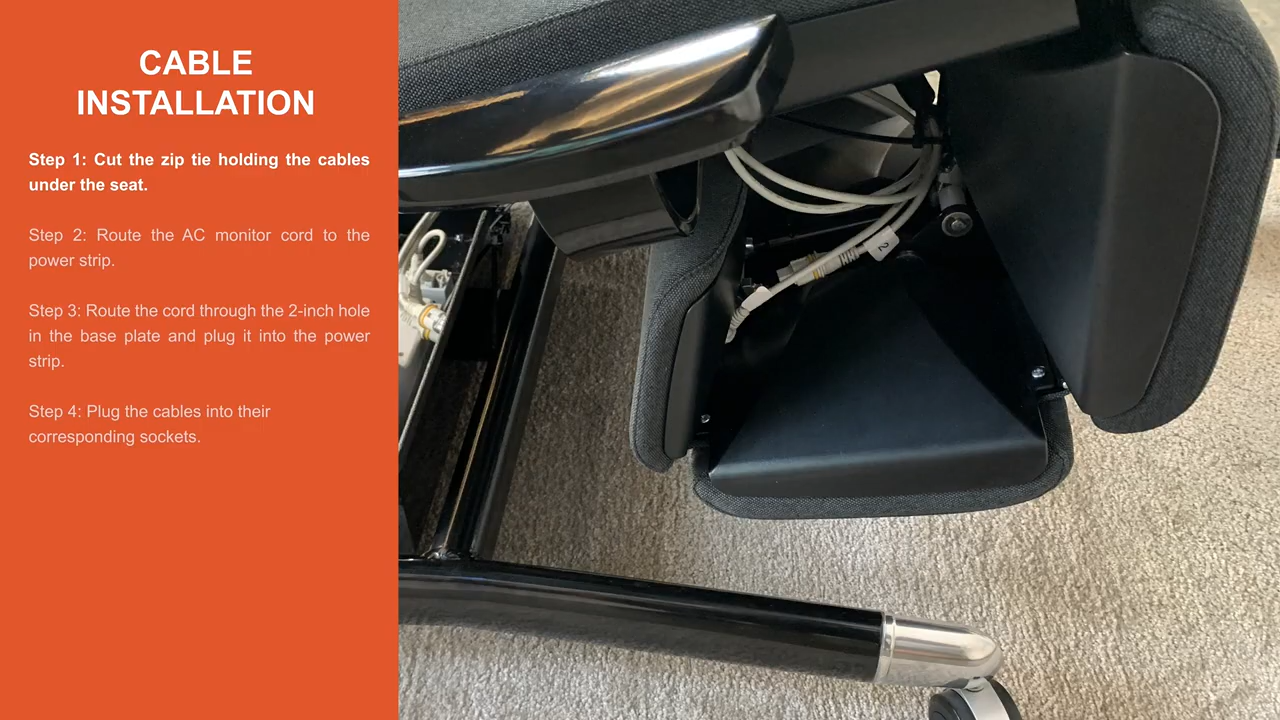 CABLE
INSTALLATION
Step 1: Cut the zip tie holding the cables
under the seat.
Step 2: Route the AC monitor cord to the
power strip.
Step 3: Route the cord through the 2-inch hole
in the base plate and plug it into the power
strip.
Step 4: Plug the cables into their
corresponding sockets.
2